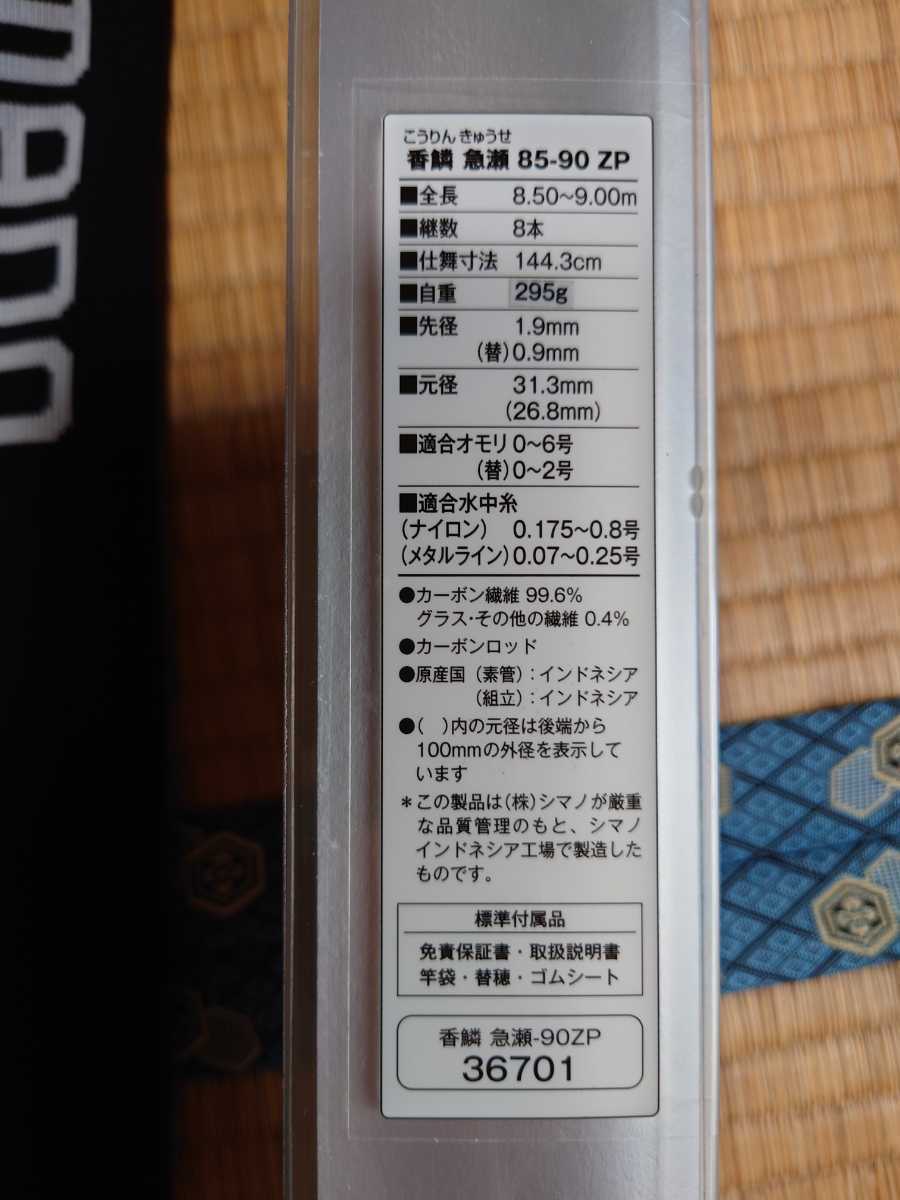 mano
こうりん きゅうせ
香鱗 急瀬 85-90 ZP
■全長 8.50~9.00m
■継数 8本
■仕舞寸法 144.3cm
■自重 295g
■先径 1.9mm
(替)0.9mm
■元径 31.3mm
(26.8mm)
■適合オモリ 0~6号
(替)0~2号
■適合水中糸
(ナイロン) 0.175~0.8号
(メタルライン)0.07~0.25号
●カーボン繊維 99.6%
グラス・その他の繊維 0.4%
●カーボンロッド
●原産国(素管):インドネシア
(組立):インドネシア
●( )内の元径は後端から
100mmの外径を表示して
います
*この製品は(株)シマノが厳重
な品質管理のもと、シマノ
インドネシア工場で製造した
ものです。
標準付属品
免責保証書・取扱説明書
竿袋・替穂・ゴムシート
香鱗 急瀬-90ZP
36701